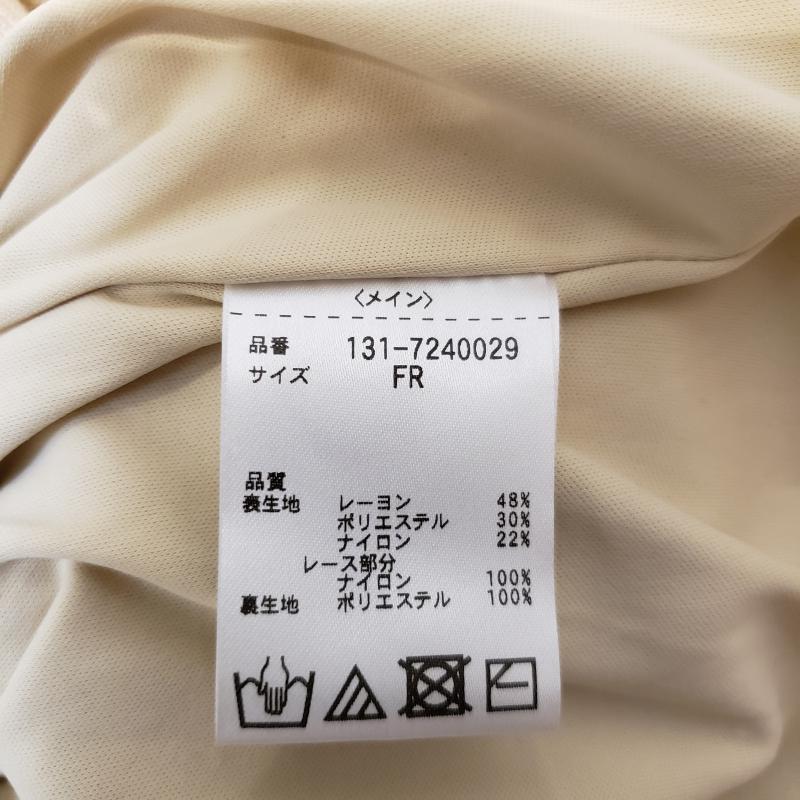 〈メイン〉
品番 131-7240029
サイズ FR
品質
表生地 レーヨン 48%
ポリエステル 30%
ナイロン 22%
レース部分
ナイロン 100%
裏生地 ポリエステル 100%